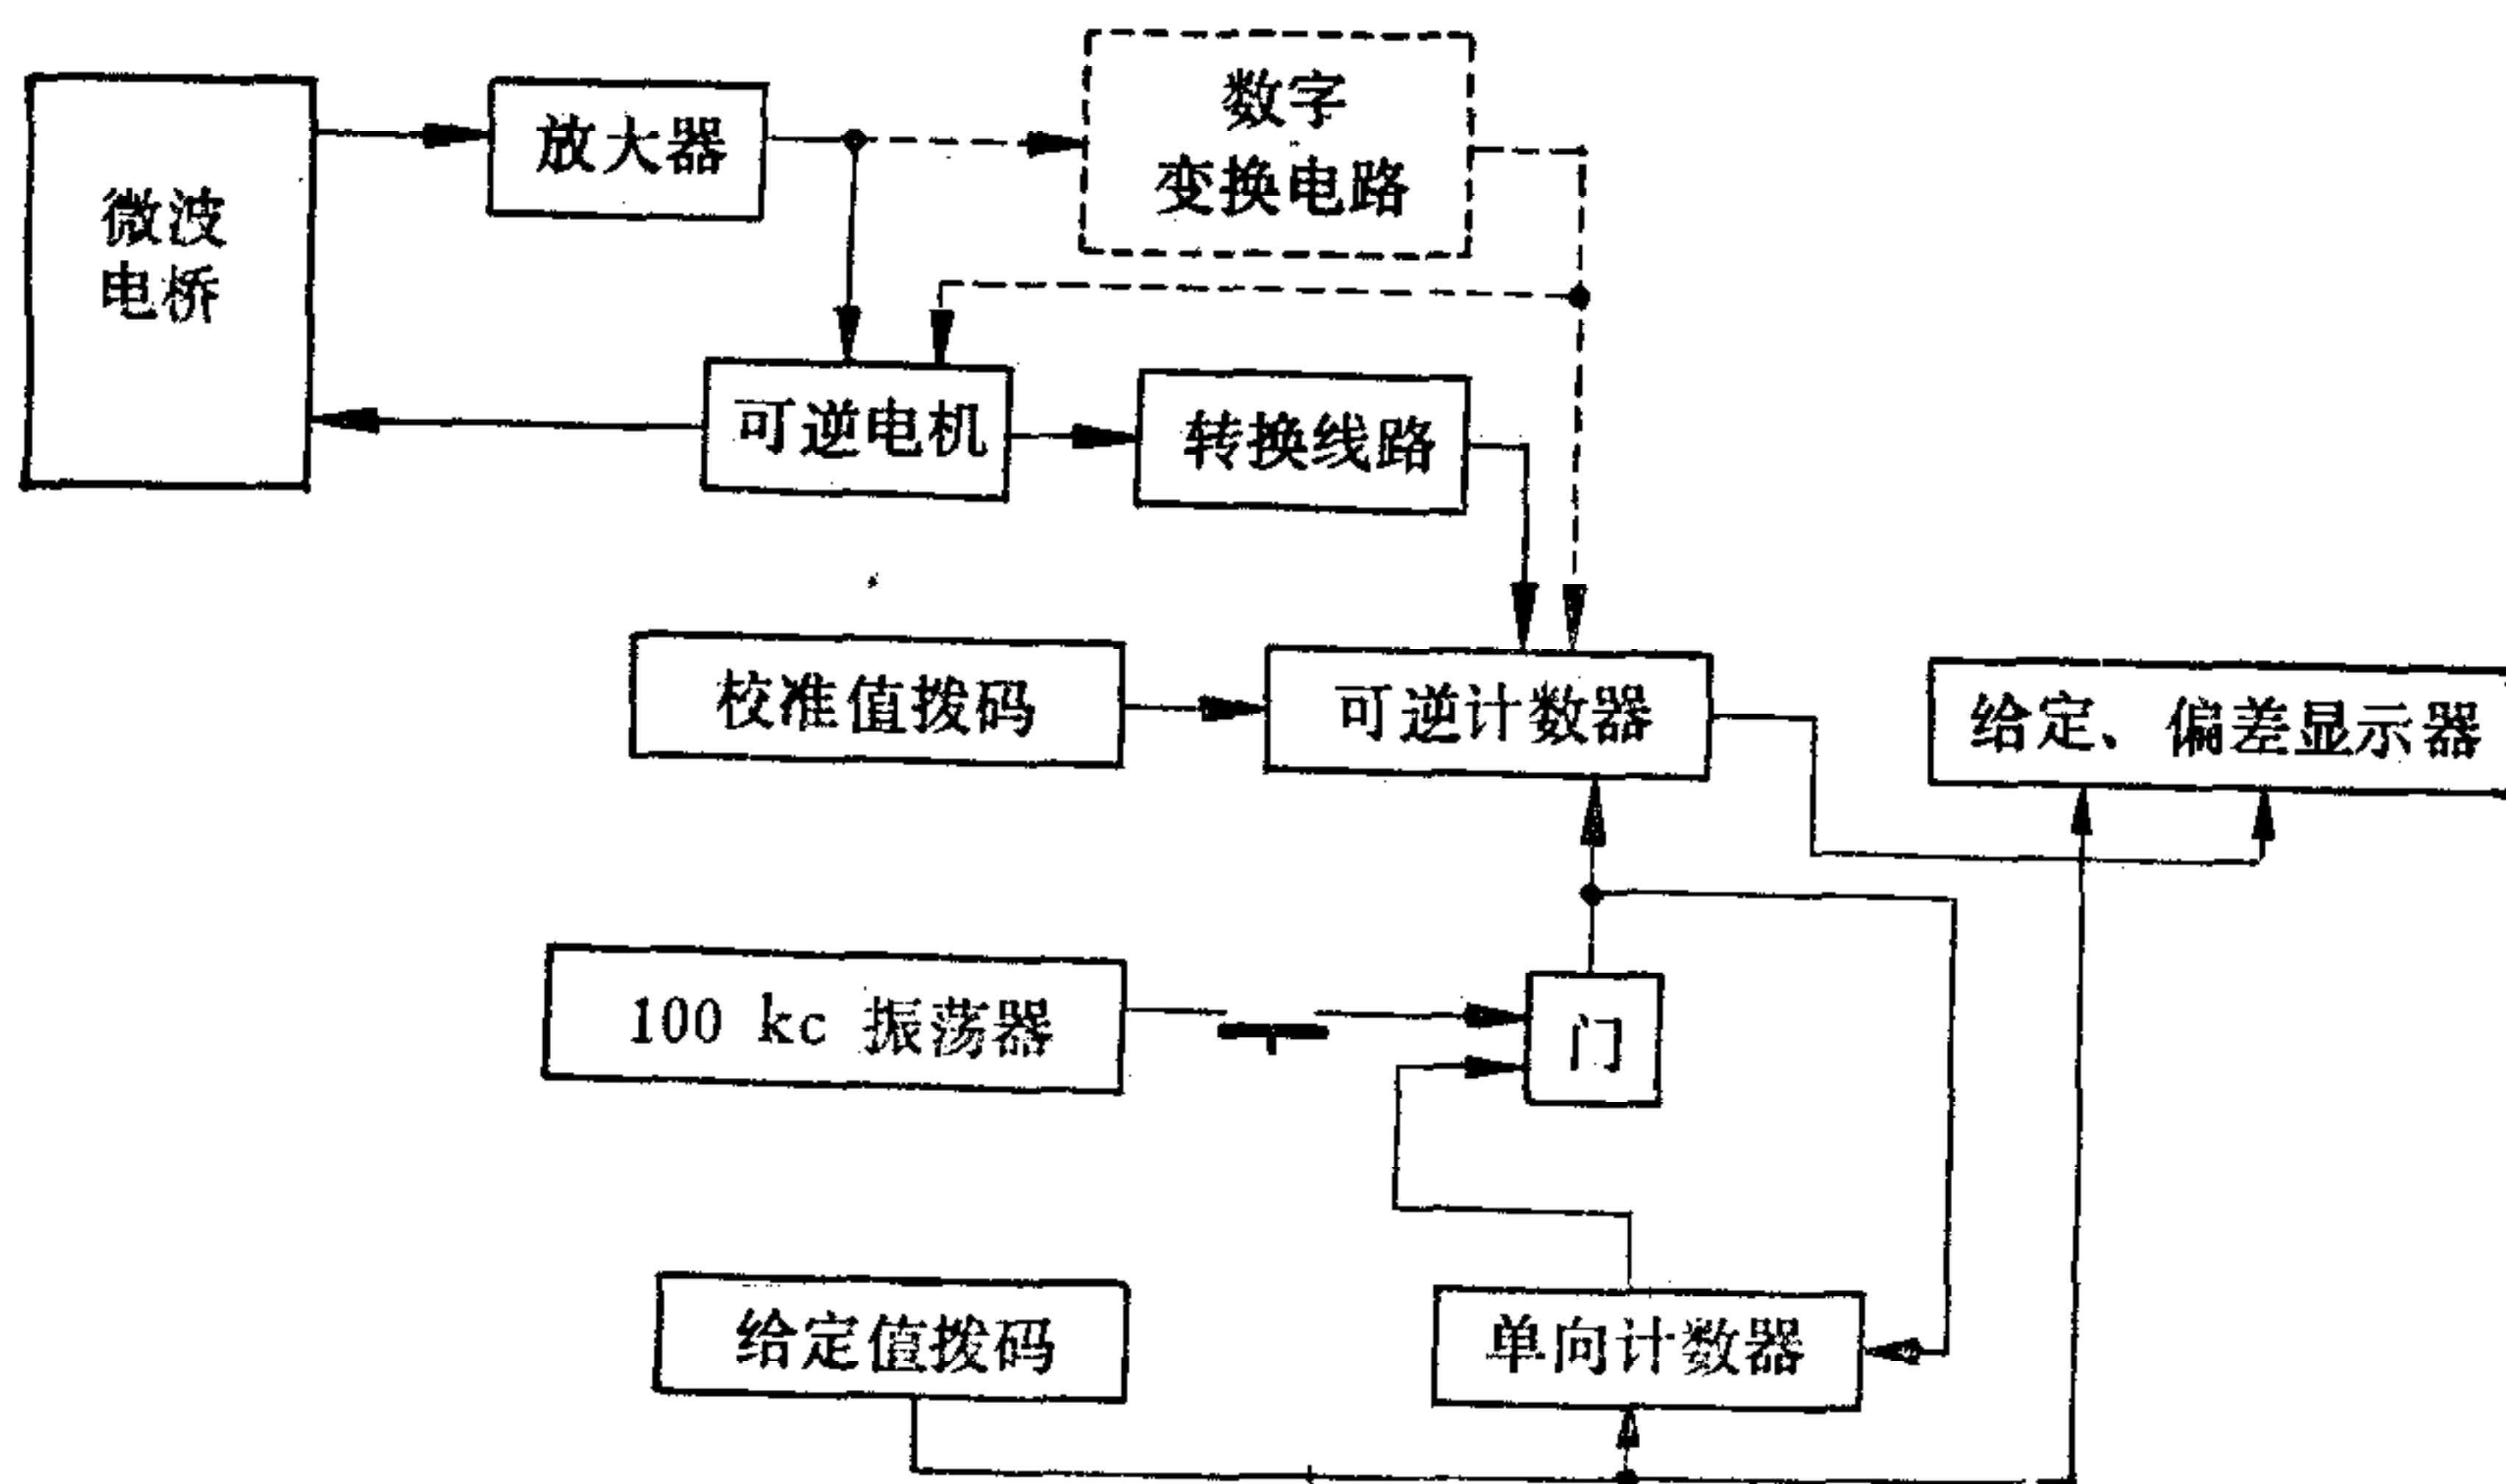 微波
电桥
放大器
数字
变换电路
可逆电机
转换线路
校准值拨码
可逆计数器
给定、偏差显示器
100 kc 振荡器
门
给定值拨码
单向计数器